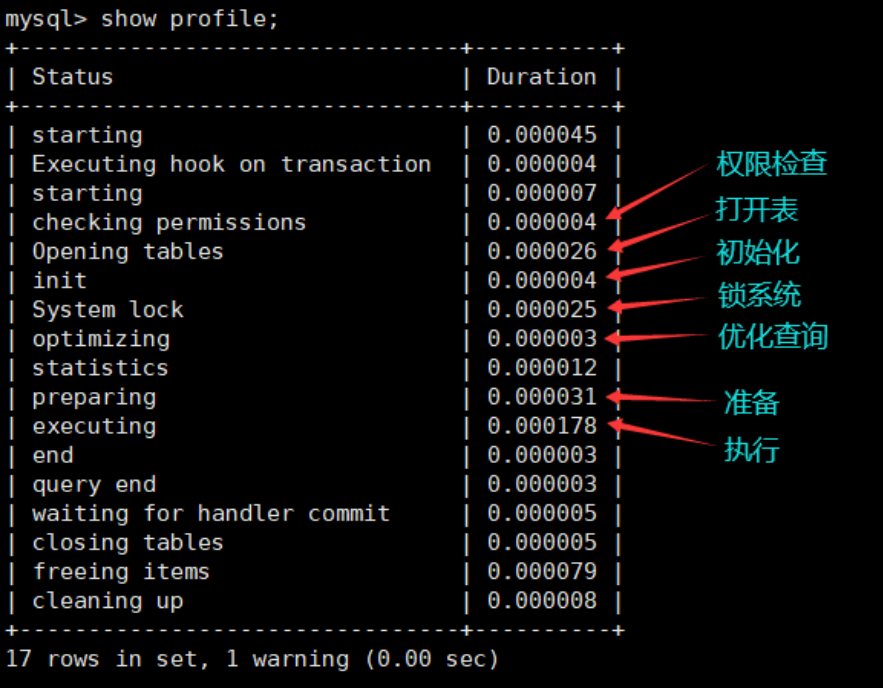 mysql> show profile;
+---------------------------------+----------+
| Status                          | Duration |
+---------------------------------+----------+
| starting                        | 0.000045 |
| Executing hook on transaction   | 0.000004 |
| starting                        | 0.000007 |
| checking permissions            | 0.000004 | 权限检查
| Opening tables                  | 0.000026 | 打开表
| init                            | 0.000004 | 初始化
| System lock                     | 0.000025 | 锁系统
| optimizing                      | 0.000003 | 优化查询
| statistics                      | 0.000012 |
| preparing                       | 0.000031 | 准备
| executing                       | 0.000178 | 执行
| end                             | 0.000003 |
| query end                       | 0.000003 |
| waiting for handler commit      | 0.000005 |
| closing tables                  | 0.000005 |
| freeing items                   | 0.000079 |
| cleaning up                     | 0.000008 |
+---------------------------------+----------+
17 rows in set, 1 warning (0.00 sec)